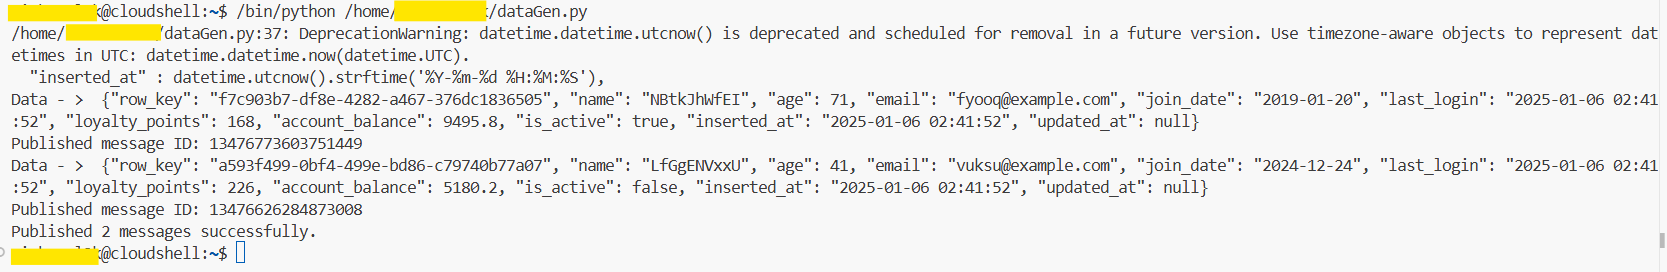 k@cloudshell:~$ /bin/python /home/ t/dataGen.py
/home/ /dataGen.py:37: DeprecationWarning: datetime.datetime.utcnow() is deprecated and scheduled for removal in a future version. Use timezone-aware objects to represent dat
etimes in UTC: datetime.datetime.now(datetime.UTC).
"inserted_at" : datetime.utcnow().strftime('%Y-%m-%d %H:%M:%S'),
Data - >  {"row_key": "f7c903b7-df8e-4282-a467-376dc1836505", "name": "NBtkJhWfEI", "age": 71, "email": "fyooq@example.com", "join_date": "2019-01-20", "last_login": "2025-01-06 02:41
:52", "loyalty_points": 168, "account_balance": 9495.8, "is_active": true, "inserted_at": "2025-01-06 02:41:52", "updated_at": null}
Published message ID: 13476773603751449
Data - >  {"row_key": "a593f499-0bf4-499e-bd86-c79740b77a07", "name": "LfGgENVxxU", "age": 41, "email": "vuksu@example.com", "join_date": "2024-12-24", "last_login": "2025-01-06 02:41
:52", "loyalty_points": 226, "account_balance": 5180.2, "is_active": false, "inserted_at": "2025-01-06 02:41:52", "updated_at": null}
Published message ID: 13476626284873008
Published 2 messages successfully.
k@cloudshell:~$